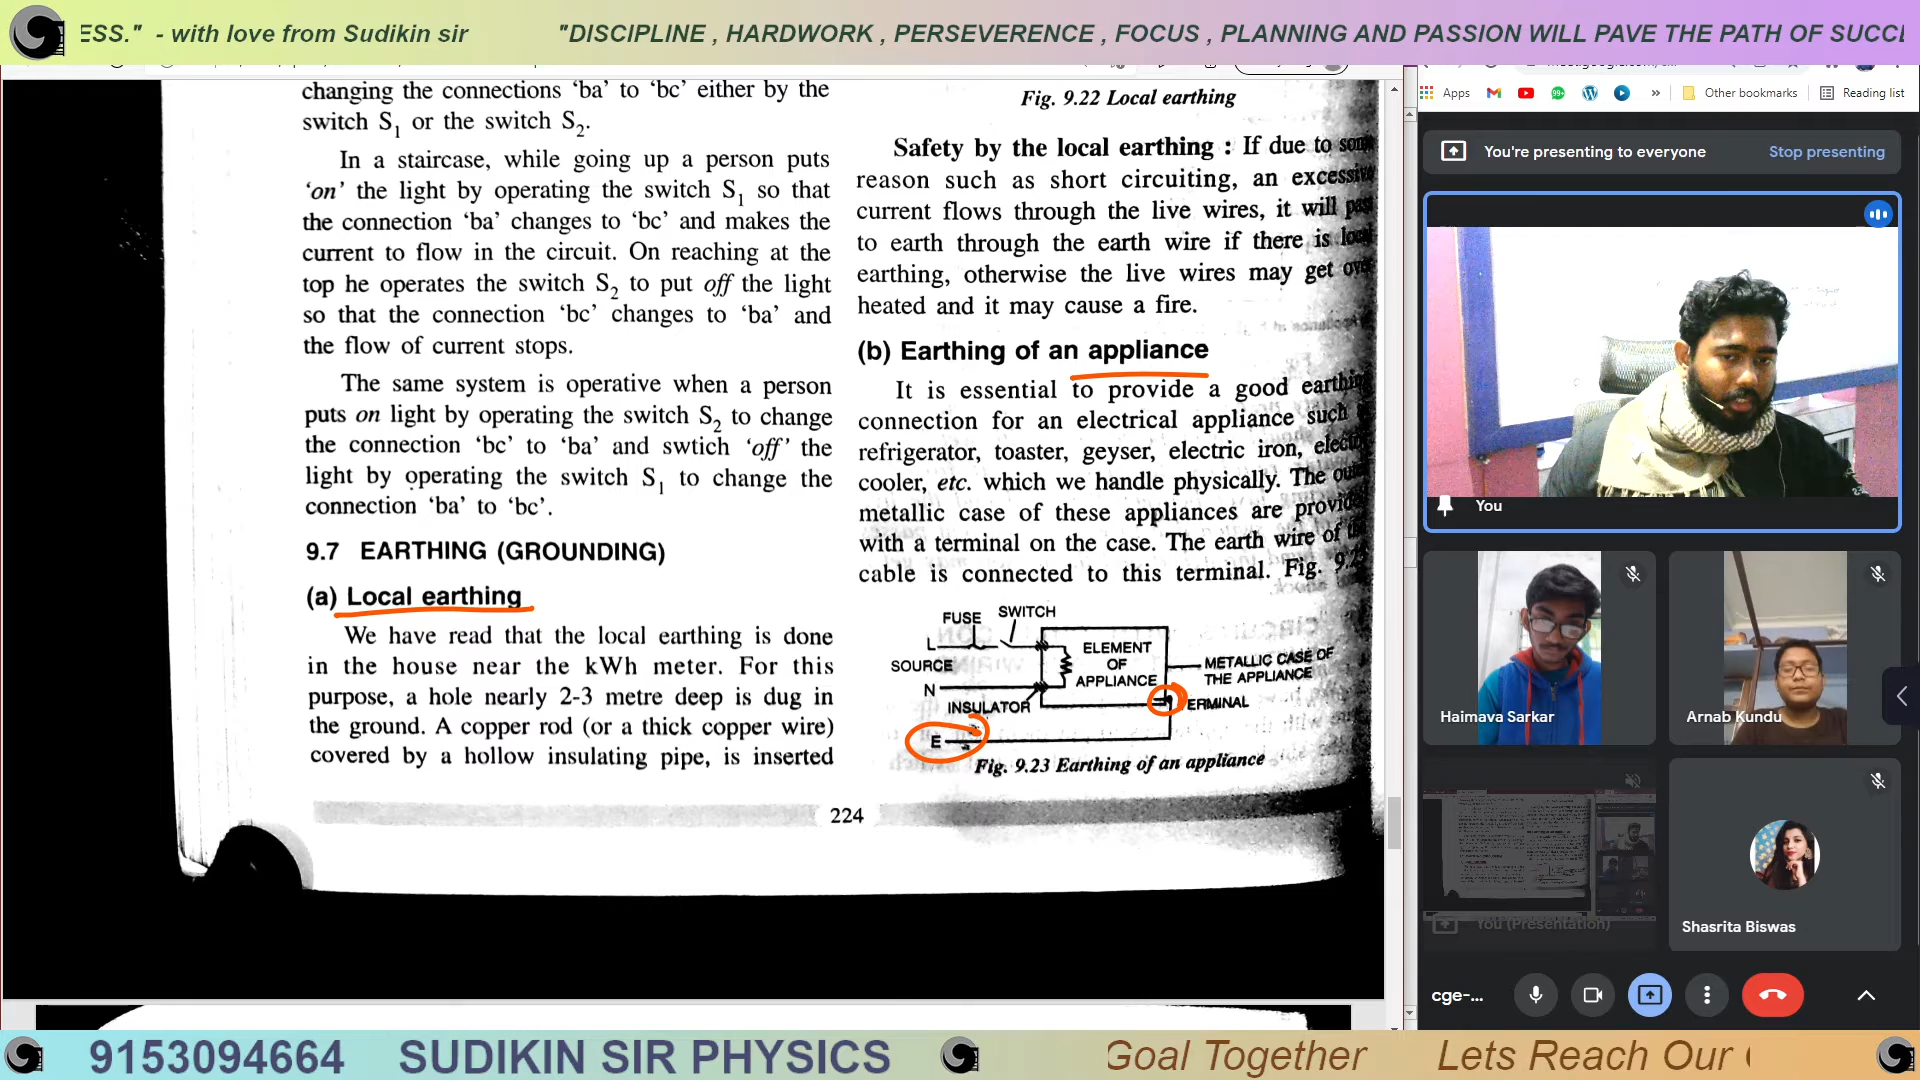 ESS." - with love from Sudikin sir "DISCIPLINE , HARDWORK , PERSEVERENCE , FOCUS , PLANNING AND PASSION WILL PAVE THE PATH OF SUCCE
changing the connections ‘ba’ to ‘bc’ either by the
switch S1 or the switch S2.
In a staircase, while going up a person puts
‘on’ the light by operating the switch S1 so that
the connection ‘ba’ changes to ‘bc’ and makes the
current to flow in the circuit. On reaching at the
top he operates the switch S2 to put off the light
so that the connection ‘bc’ changes to ‘ba’ and
the flow of current stops.
The same system is operative when a person
puts on light by operating the switch S2 to change
the connection ‘bc’ to ‘ba’ and swtich ‘off’ the
light by operating the switch S1 to change the
connection ‘ba’ to ‘bc’.
9.7 EARTHING (GROUNDING)
(a) Local earthing
We have read that the local earthing is done
in the house near the kWh meter. For this
purpose, a hole nearly 2-3 metre deep is dug in
the ground. A copper rod (or a thick copper wire)
covered by a hollow insulating pipe, is inserted
Fig. 9.22 Local earthing
Safety by the local earthing : If due to some
reason such as short circuiting, an excessive
current flows through the live wires, it will pass
to earth through the earth wire if there is local
earthing, otherwise the live wires may get over
heated and it may cause a fire.
(b) Earthing of an appliance
It is essential to provide a good earthing
connection for an electrical appliance such
refrigerator, toaster, geyser, electric iron, electric
cooler, etc. which we handle physically. The outer
metallic case of these appliances are provided
with a terminal on the case. The earth wire of
cable is connected to this terminal. Fig. 9.23
FUSE SWITCH
L
SOURCE
N
INSULATOR
E
ELEMENT
OF
APPLIANCE
METALLIC CASE OF
THE APPLIANCE
TERMINAL
Fig. 9.23 Earthing of an appliance
224
Apps » Other bookmarks Reading list
You're presenting to everyone Stop presenting
You
Haimava Sarkar
Arnab Kundu
You (Presentation)
Shasrita Biswas
cge-...
9153094664 SUDIKIN SIR PHYSICS Goal Together Lets Reach Our